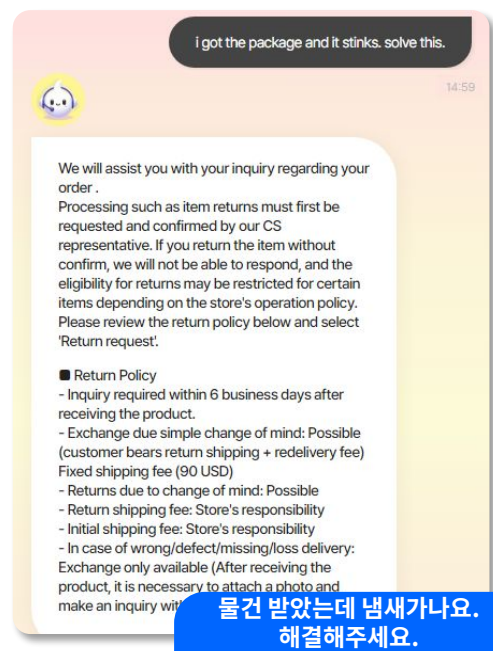 i got the package and it stinks. solve this.
14:59
We will assist you with your inquiry regarding your
order .
Processing such as item returns must first be
requested and confirmed by our CS
representative. If you return the item without
confirm, we will not be able to respond, and the
eligibility for returns may be restricted for certain
items depending on the store's operation policy.
Please review the return policy below and select
'Return request'.
■ Return Policy
- Inquiry required within 6 business days after
receiving the product.
- Exchange due simple change of mind: Possible
(customer bears return shipping + redelivery fee)
Fixed shipping fee (90 USD)
- Returns due to change of mind: Possible
- Return shipping fee: Store's responsibility
- Initial shipping fee: Store's responsibility
- In case of wrong/defect/missing/loss delivery:
Exchange only available (After receiving the
product, it is necessary to attach a photo and
make an inquiry
물건 받았는데 냄새가나요.
해결해주세요.